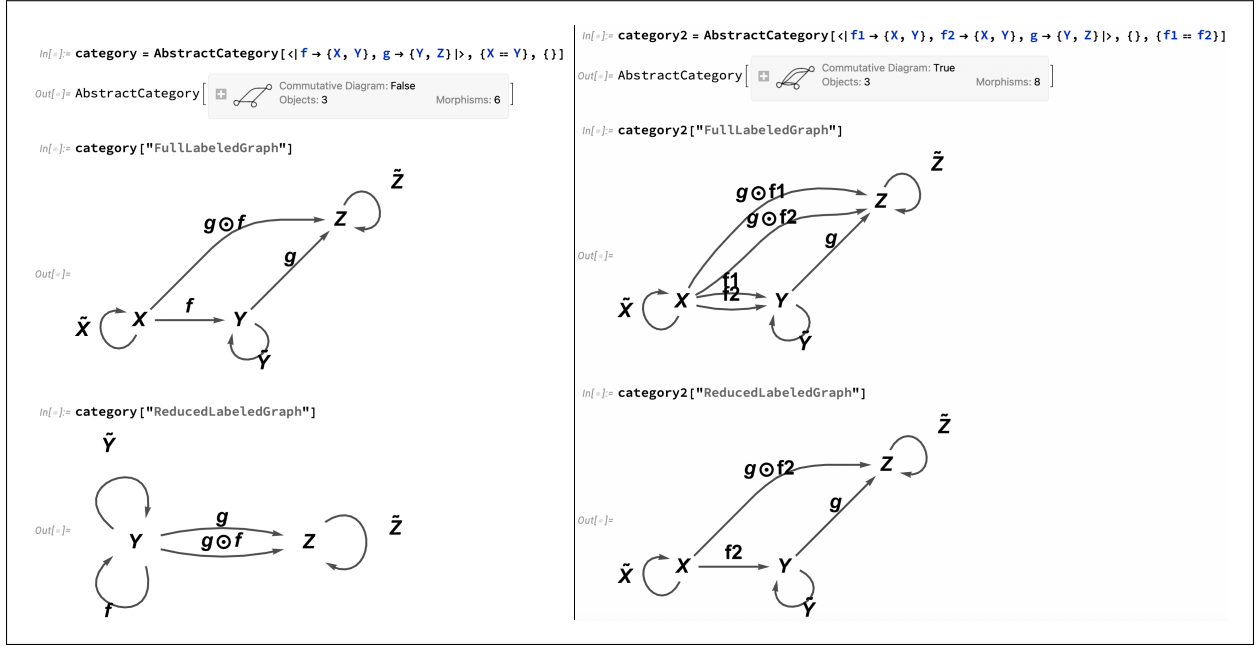 In[◦]:= category = AbstractCategory[<|f → {X, Y}, g → {Y, Z}|>, {X == Y}, {}]
Out[◦]= AbstractCategory[
Commutative Diagram: False
Objects: 3 Morphisms: 6
]
In[◦]:= category["FullLabeledGraph"]
Z̃
g⊙f
Z
g
Out[◦]=
X̃
X
f
Y
Ỹ
In[◦]:= category["ReducedLabeledGraph"]
Ỹ
Out[◦]=
g
Y
g⊙f
Z
Z̃
f
In[◦]:= category2 = AbstractCategory[<|f1 → {X, Y}, f2 → {X, Y}, g → {Y, Z}|>, {}, {f1 == f2}]
Out[◦]= AbstractCategory[
Commutative Diagram: True
Objects: 3 Morphisms: 8
]
In[◦]:= category2["FullLabeledGraph"]
Z̃
g⊙f1
Z
g⊙f2
g
Out[◦]=
f1
f2
X̃
X
Y
Ỹ
In[◦]:= category2["ReducedLabeledGraph"]
Z̃
g⊙f2
Z
g
Out[◦]=
X̃
X
f2
Y
Ỹ